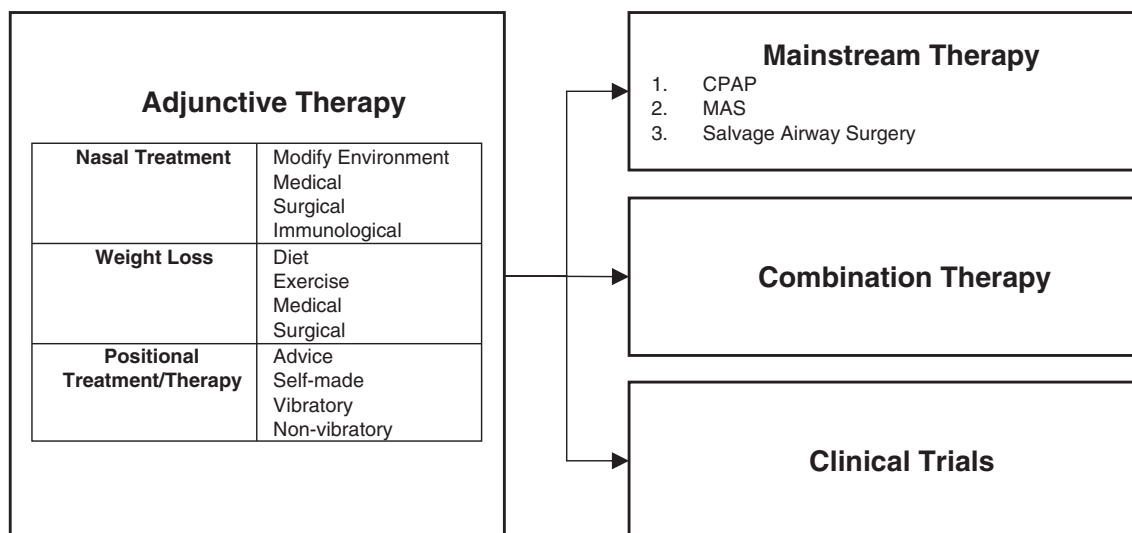 Adjunctive Therapy
Nasal Treatment
Modify Environment
Medical
Surgical
Immunological
Weight Loss
Diet
Exercise
Medical
Surgical
Positional
Treatment/Therapy
Advice
Self-made
Vibratory
Non-vibratory
Mainstream Therapy
1. CPAP
2. MAS
3. Salvage Airway Surgery
Combination Therapy
Clinical Trials